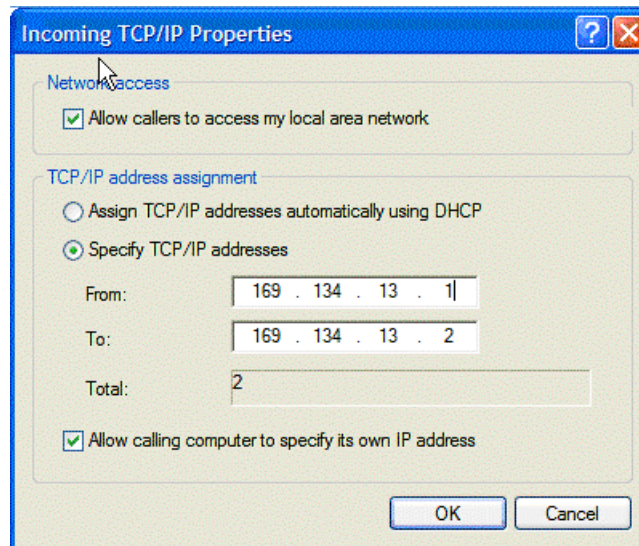 Incoming TCP/IP Properties
Network access
Allow callers to access my local area network
TCP/IP address assignment
Assign TCP/IP addresses automatically using DHCP
Specify TCP/IP addresses
From: 169 . 134 . 13 . 1
To: 169 . 134 . 13 . 2
Total: 2
Allow calling computer to specify its own IP address
OK Cancel